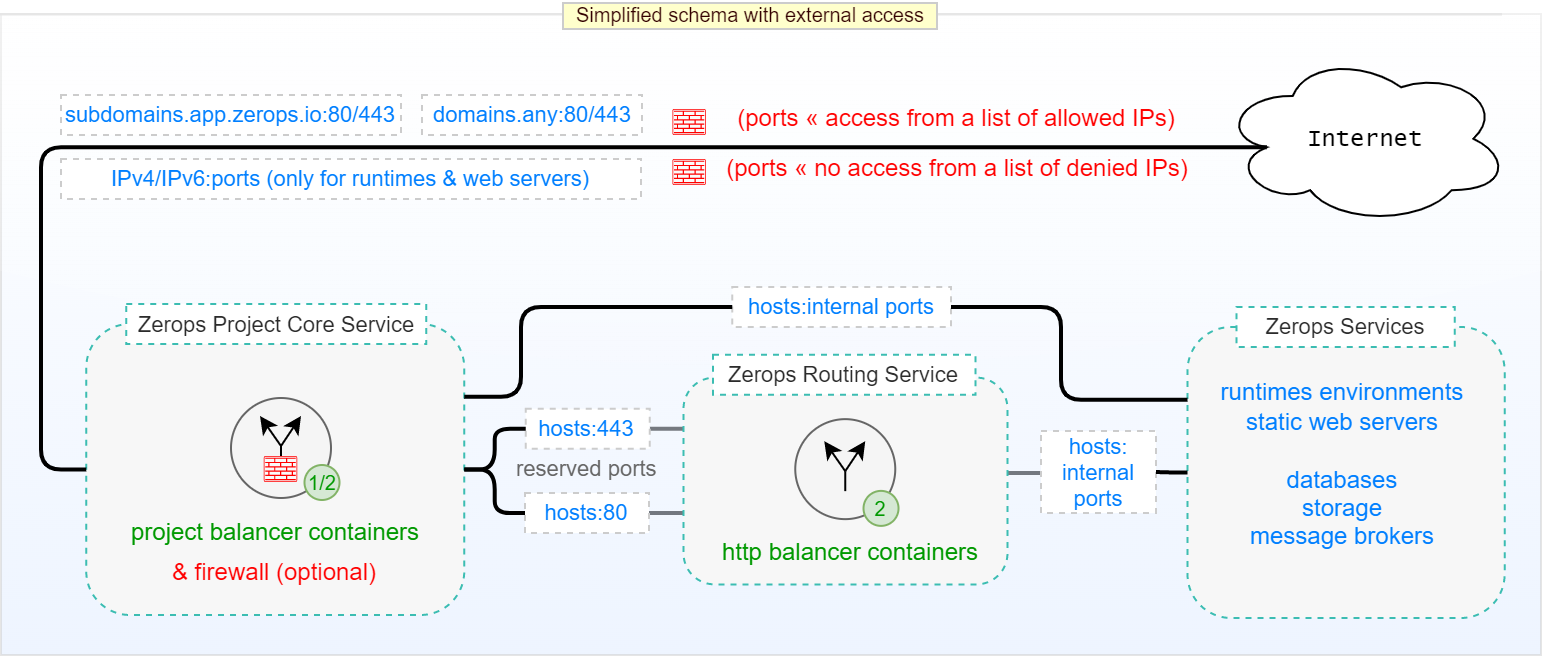 Simplified schema with external access
subdomains.app.zerops.io:80/443
domains.any:80/443
(ports « access from a list of allowed IPs)
Internet
IPv4/IPv6:ports (only for runtimes & web servers)
(ports « no access from a list of denied IPs)
hosts:internal ports
Zerops Project Core Service
1/2
project balancer containers
& firewall (optional)
hosts:443
reserved ports
hosts:80
Zerops Routing Service
2
http balancer containers
hosts:
internal
ports
Zerops Services
runtimes environments
static web servers
databases
storage
message brokers